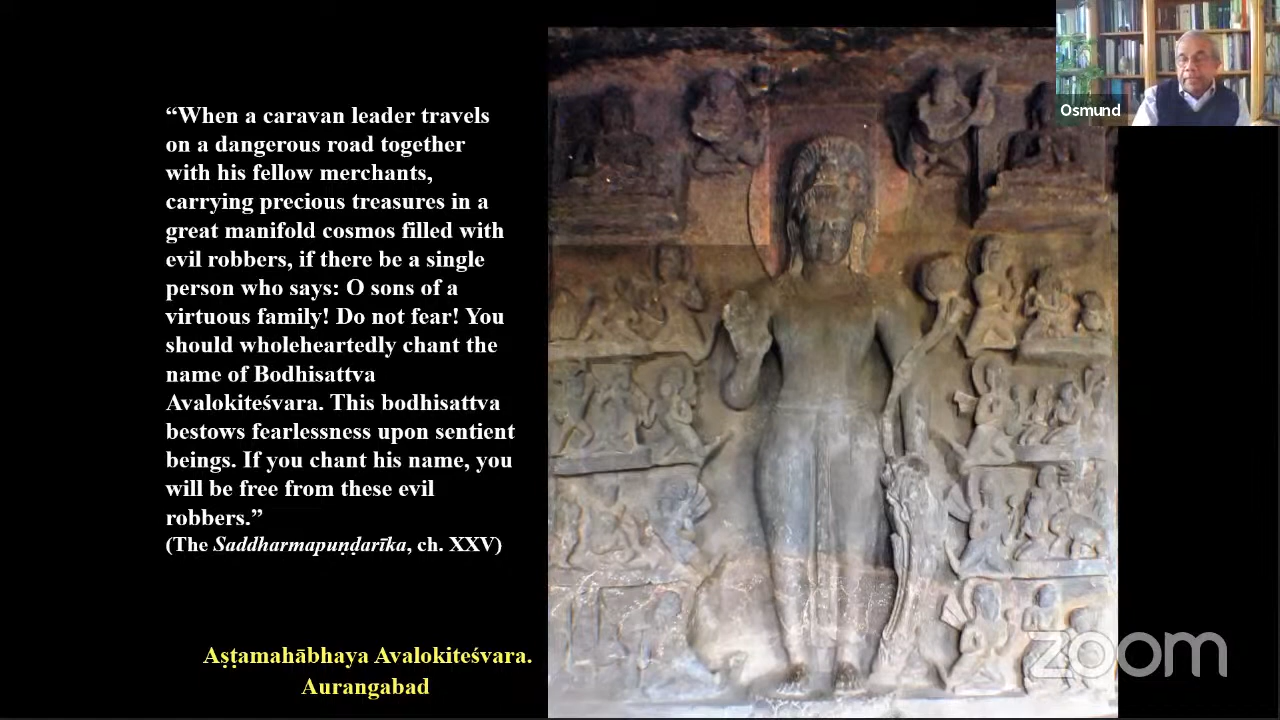 “When a caravan leader travels
on a dangerous road together
with his fellow merchants,
carrying precious treasures in a
great manifold cosmos filled with
evil robbers, if there be a single
person who says: O sons of a
virtuous family! Do not fear! You
should wholeheartedly chant the
name of Bodhisattva
Avalokiteśvara. This bodhisattva
bestows fearlessness upon sentient
beings. If you chant his name, you
will be free from these evil
robbers.”
(The Saddharmapuṇḍarīka, ch. XXV)
Aṣṭamahābhaya Avalokiteśvara.
Aurangabad
Osmund
zoom